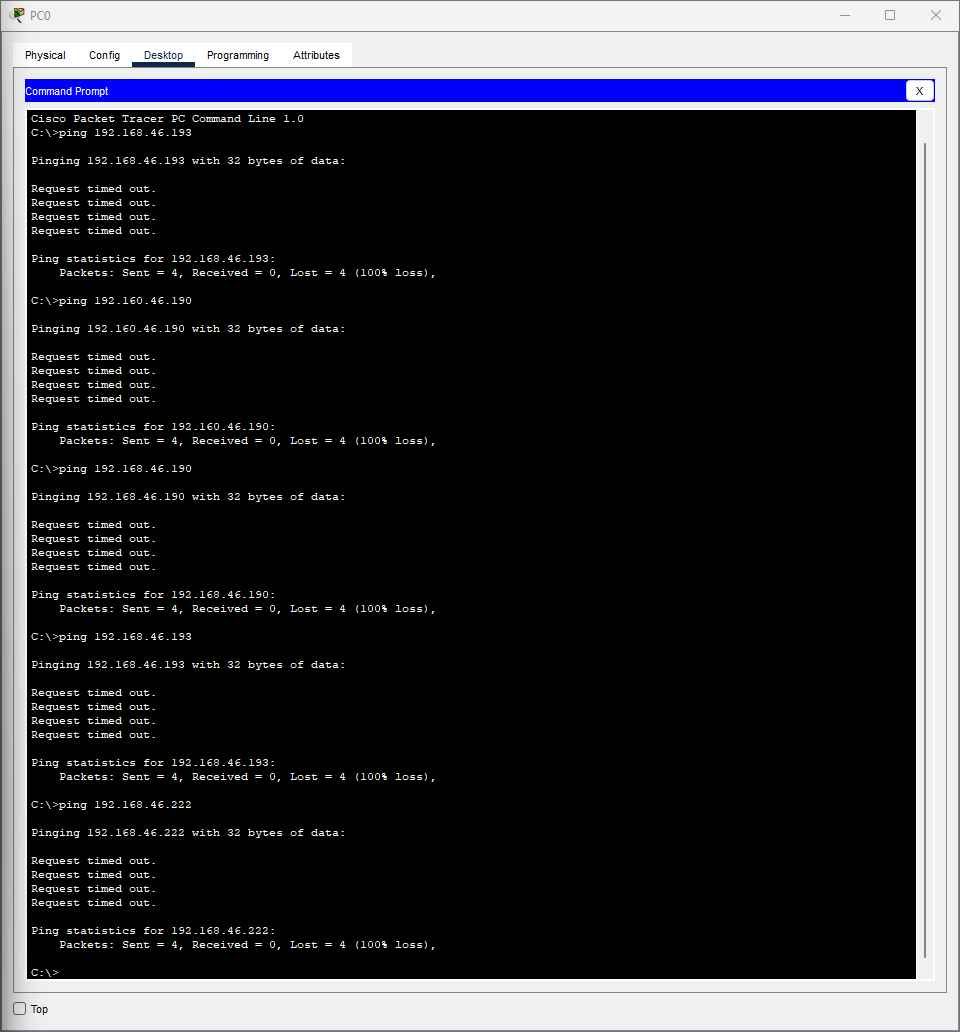 PC0
Physical Config Desktop Programming Attributes
Command Prompt X
Cisco Packet Tracer PC Command Line 1.0
C:\>ping 192.168.46.193
Pinging 192.168.46.193 with 32 bytes of data:
Request timed out.
Request timed out.
Request timed out.
Request timed out.
Ping statistics for 192.168.46.193:
Packets: Sent = 4, Received = 0, Lost = 4 (100% loss),
C:\>ping 192.160.46.190
Pinging 192.160.46.190 with 32 bytes of data:
Request timed out.
Request timed out.
Request timed out.
Request timed out.
Ping statistics for 192.160.46.190:
Packets: Sent = 4, Received = 0, Lost = 4 (100% loss),
C:\>ping 192.168.46.190
Pinging 192.168.46.190 with 32 bytes of data:
Request timed out.
Request timed out.
Request timed out.
Request timed out.
Ping statistics for 192.168.46.190:
Packets: Sent = 4, Received = 0, Lost = 4 (100% loss),
C:\>ping 192.168.46.193
Pinging 192.168.46.193 with 32 bytes of data:
Request timed out.
Request timed out.
Request timed out.
Request timed out.
Ping statistics for 192.168.46.193:
Packets: Sent = 4, Received = 0, Lost = 4 (100% loss),
C:\>ping 192.168.46.222
Pinging 192.168.46.222 with 32 bytes of data:
Request timed out.
Request timed out.
Request timed out.
Request timed out.
Ping statistics for 192.168.46.222:
Packets: Sent = 4, Received = 0, Lost = 4 (100% loss),
C:\>
Top